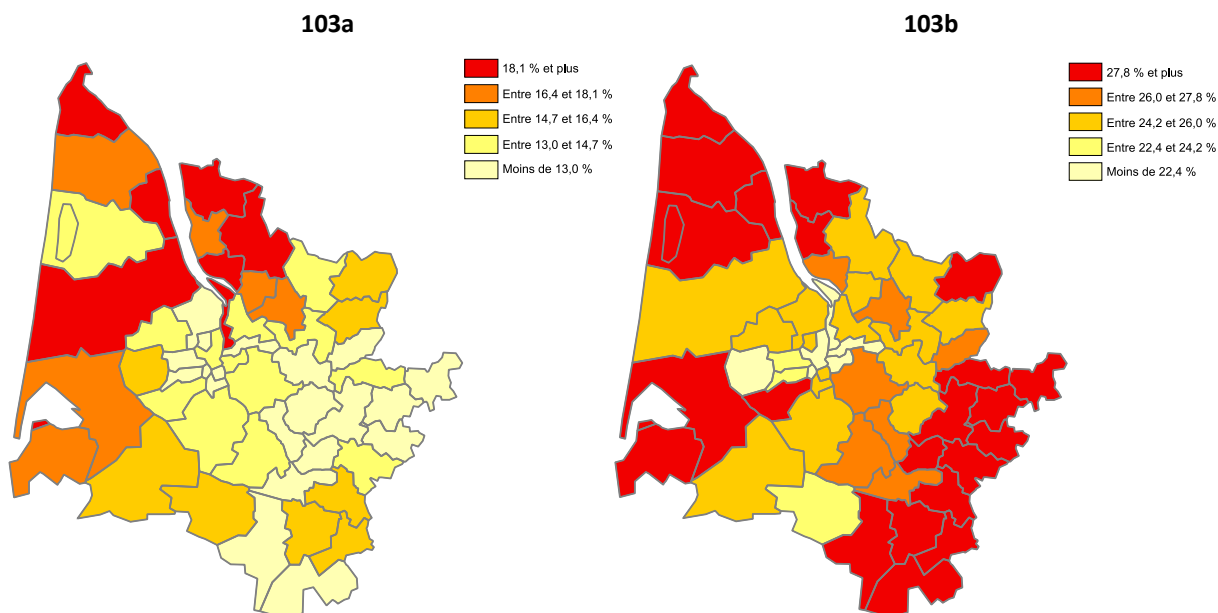 103a
103b
18,1 % et plus
Entre 16,4 et 18,1 %
Entre 14,7 et 16,4 %
Entre 13,0 et 14,7 %
Moins de 13,0 %
27,8 % et plus
Entre 26,0 et 27,8 %
Entre 24,2 et 26,0 %
Entre 22,4 et 24,2 %
Moins de 22,4 %